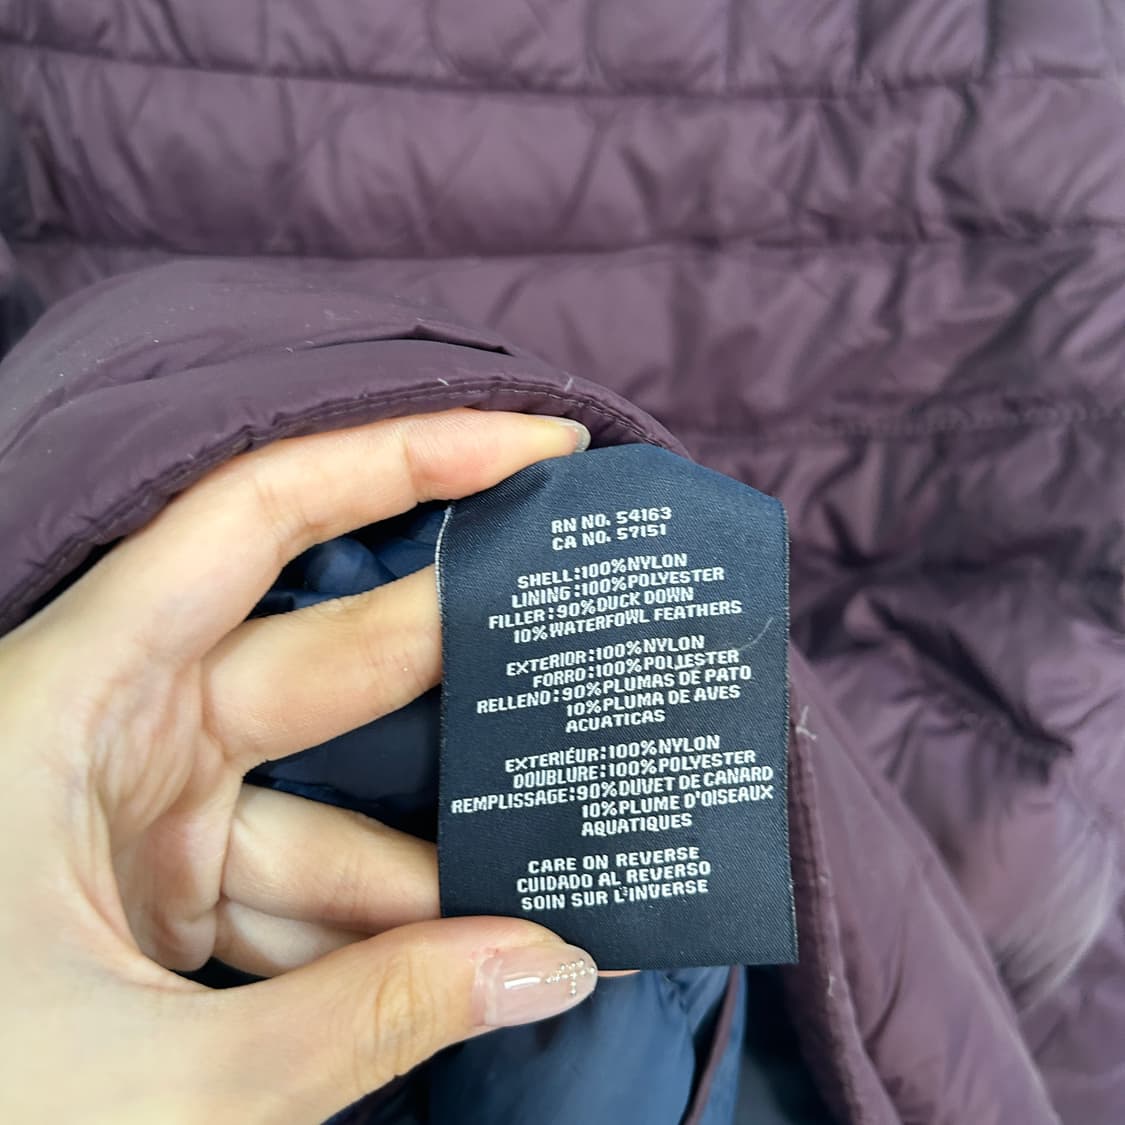 RN NO. 54163
CA NO. 57151
SHELL:100%NYLON
LINING:100%POLYESTER
FILLER:90%DUCK DOWN
10%WATERFOWL FEATHERS
EXTERIOR:100%NYLON
FORRO:100%POLIESTER
RELLENO:90%PLUMAS DE PATO
10%PLUMA DE AVES
ACUATICAS
EXTERIÉUR:100%NYLON
DOUBLURE:100%POLYESTER
REMPLISSAGE:90%DUVET DE CANARD
10%PLUME D'OISEAUX
AQUATIQUES
CARE ON REVERSE
CUIDADO AL REVERSO
SOIN SUR L'INVERSE